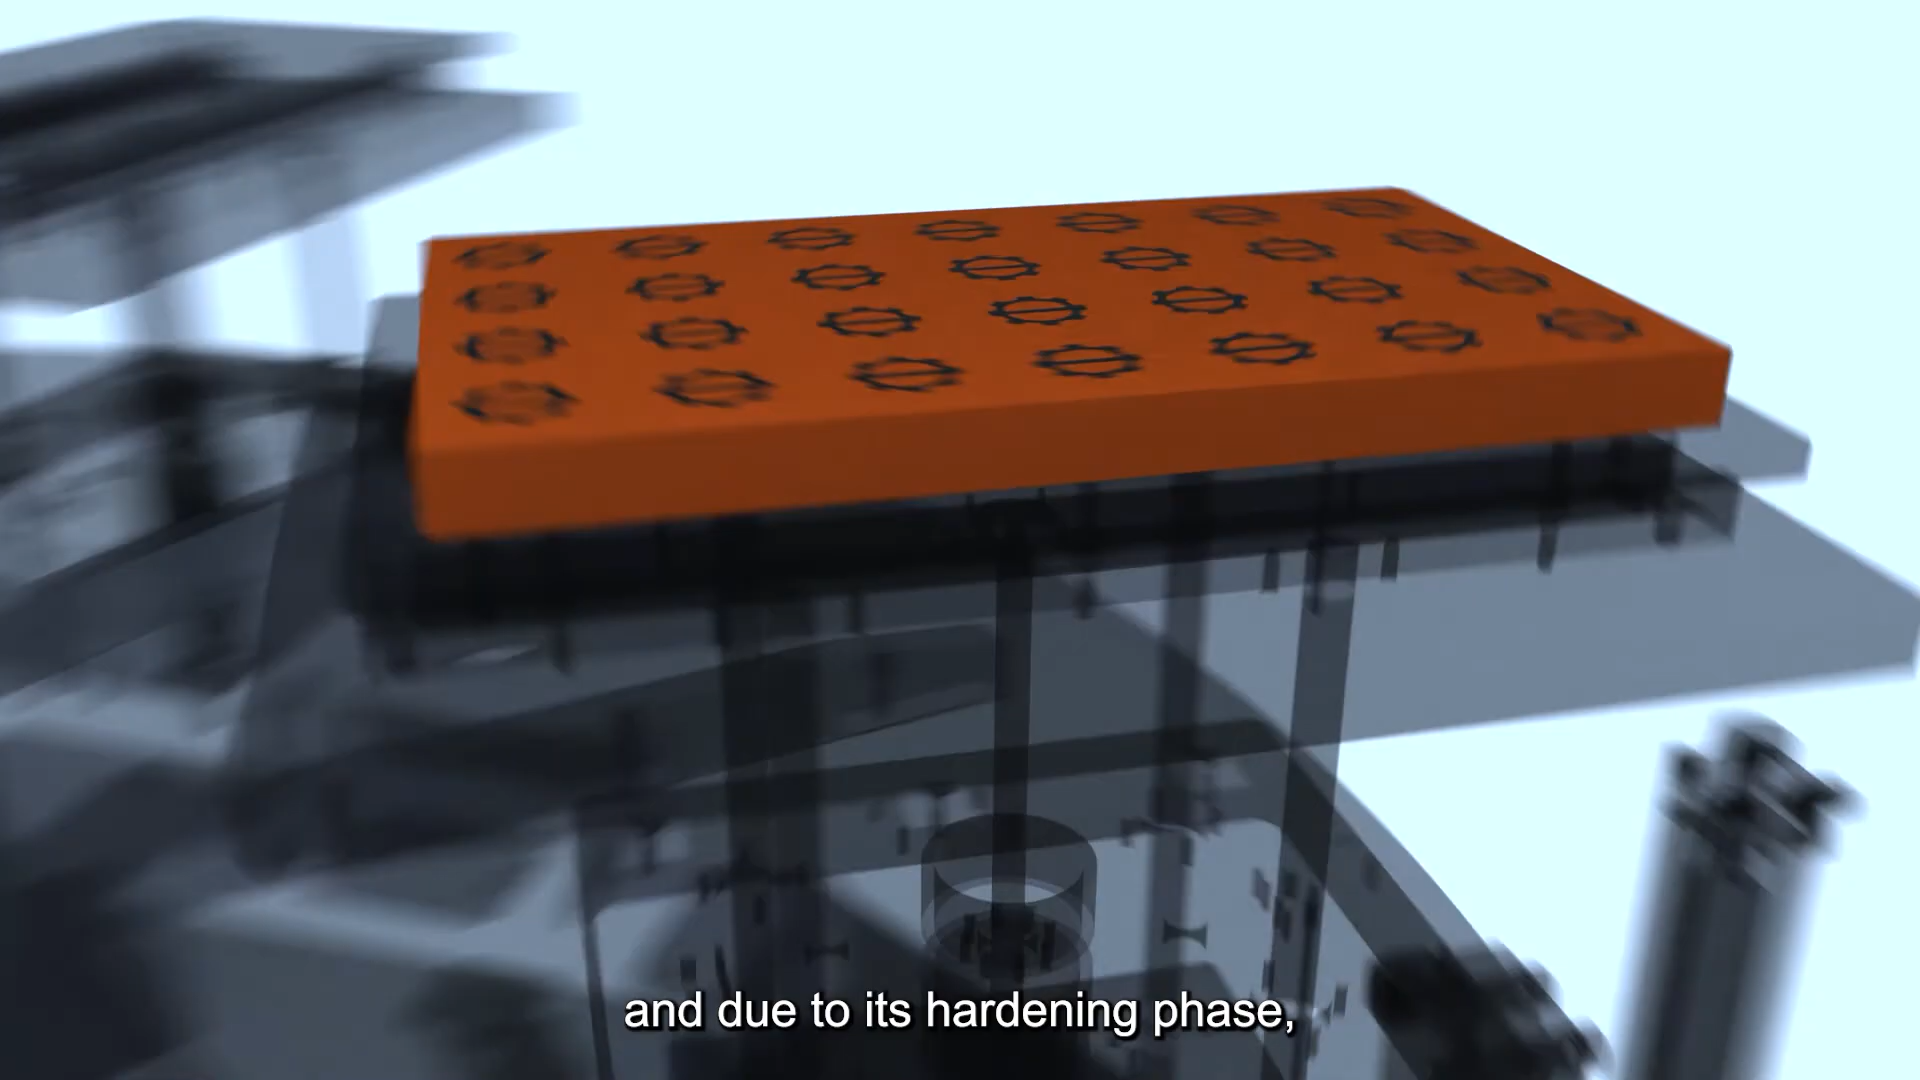 and due to its hardening phase,